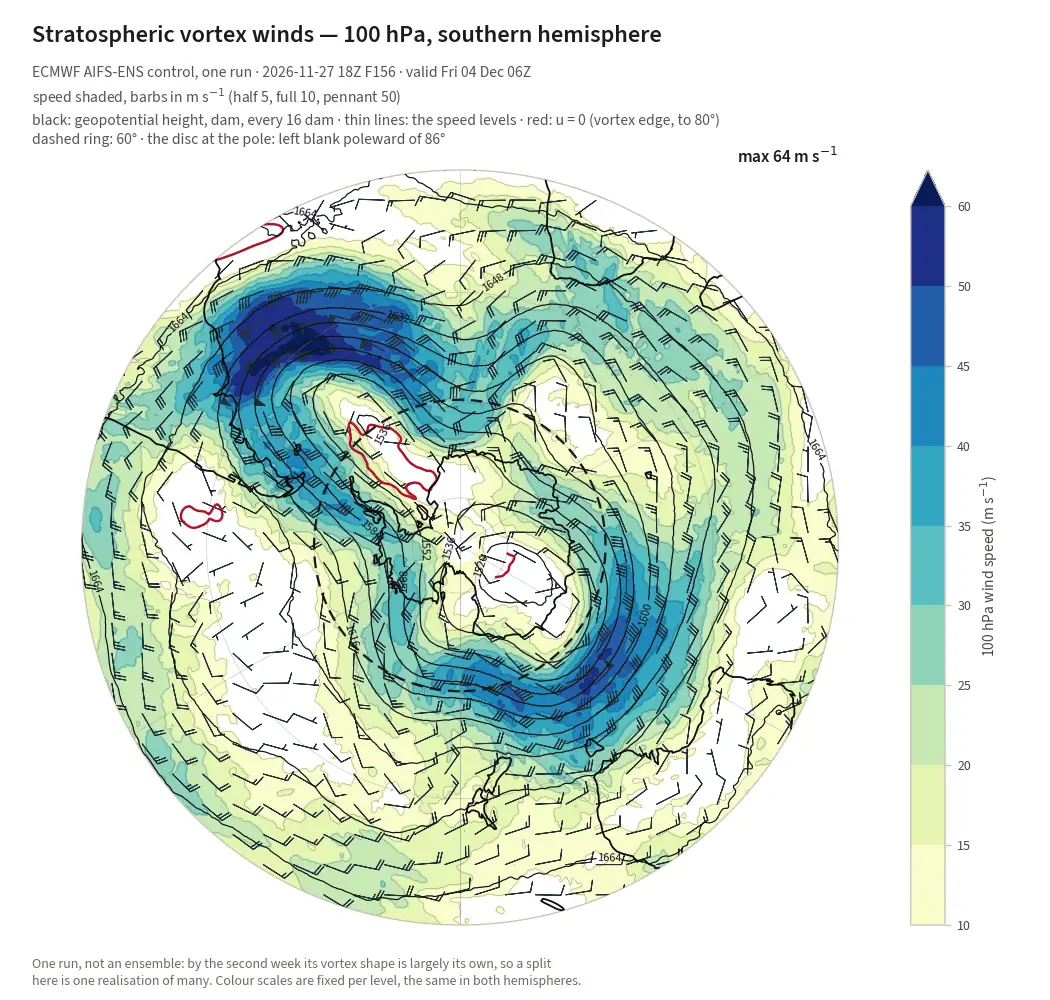 Stratospheric vortex winds — 100 hPa, southern hemisphere
ECMWF AIFS-ENS control, one run · 2026-11-27 18Z F156 · valid Fri 04 Dec 06Z
speed shaded, barbs in m s⁻¹ (half 5, full 10, pennant 50)
black: geopotential height, dam, every 16 dam · thin lines: the speed levels · red: u = 0 (vortex edge, to 80°)
dashed ring: 60° · the disc at the pole: left blank poleward of 86°
max 64 m s⁻¹
1664
1648
1664
1664
1552
1536
1520
1600
1664
1664
60
50
45
40
35
30
25
20
15
10
100 hPa wind speed (m s⁻¹)
One run, not an ensemble: by the second week its vortex shape is largely its own, so a split
here is one realisation of many. Colour scales are fixed per level, the same in both hemispheres.